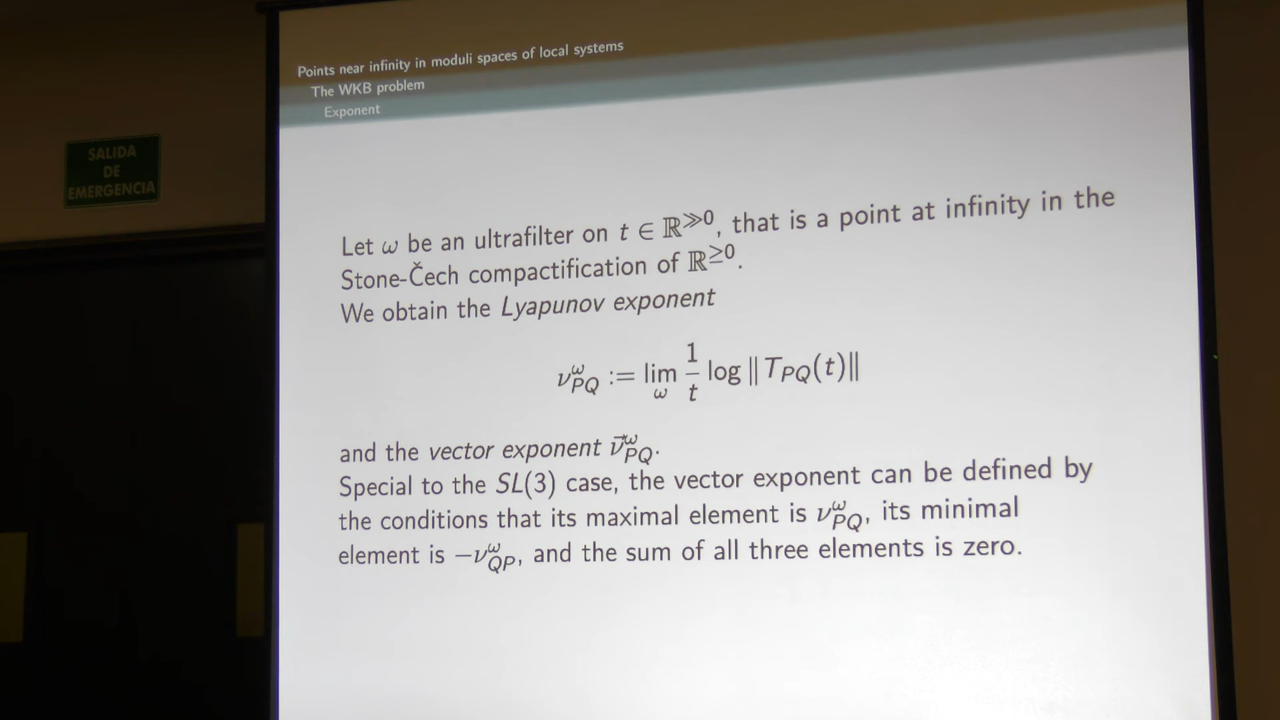 Points near infinity in moduli spaces of local systems
The WKB problem
Exponent
SALIDA
DE
EMERGENCIA
Let ω be an ultrafilter on t ∈ ℝ^{≫0}, that is a point at infinity in the
Stone-Čech compactification of ℝ^{≥0}.
We obtain the Lyapunov exponent
ν^ω_{PQ} := lim_ω 1/t log ‖T_{PQ}(t)‖
and the vector exponent \vec{ν}^ω_{PQ}.
Special to the SL(3) case, the vector exponent can be defined by
the conditions that its maximal element is ν^ω_{PQ}, its minimal
element is −ν^ω_{QP}, and the sum of all three elements is zero.